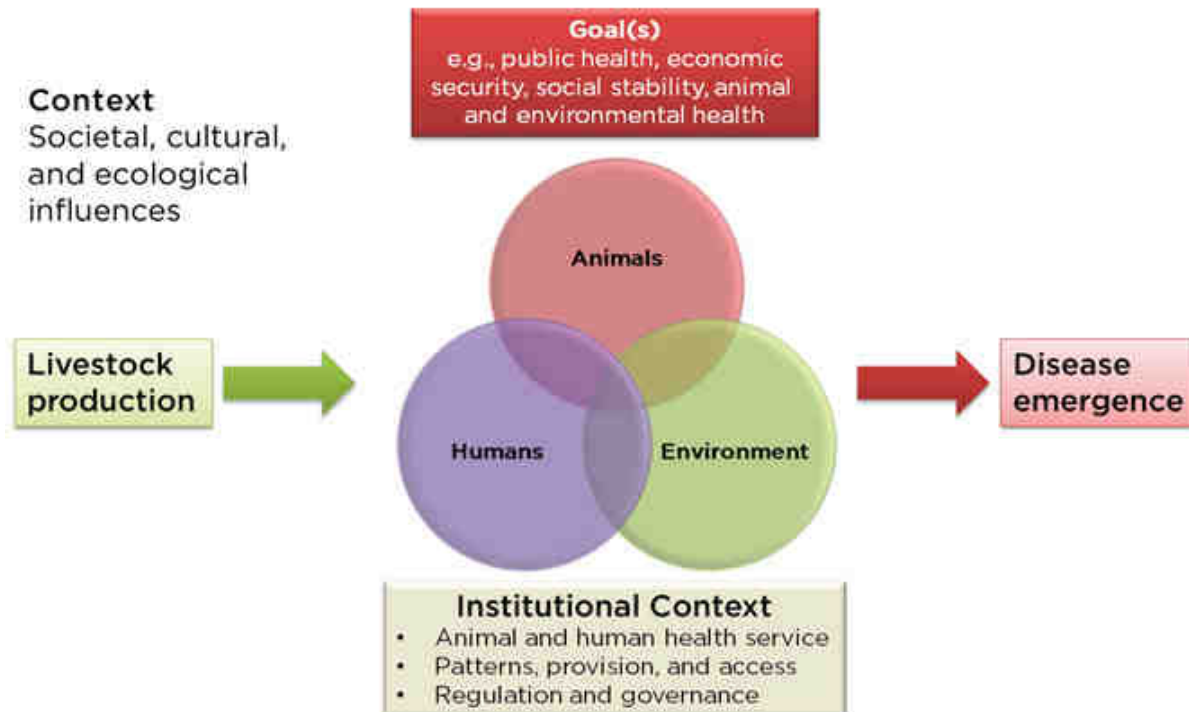 Goal(s)
e.g., public health, economic
security, social stability, animal
and environmental health
Context
Societal, cultural,
and ecological
influences
Animals
Livestock
production
Disease
emergence
Humans
Environment
Institutional Context
• Animal and human health service
• Patterns, provision, and access
• Regulation and governance